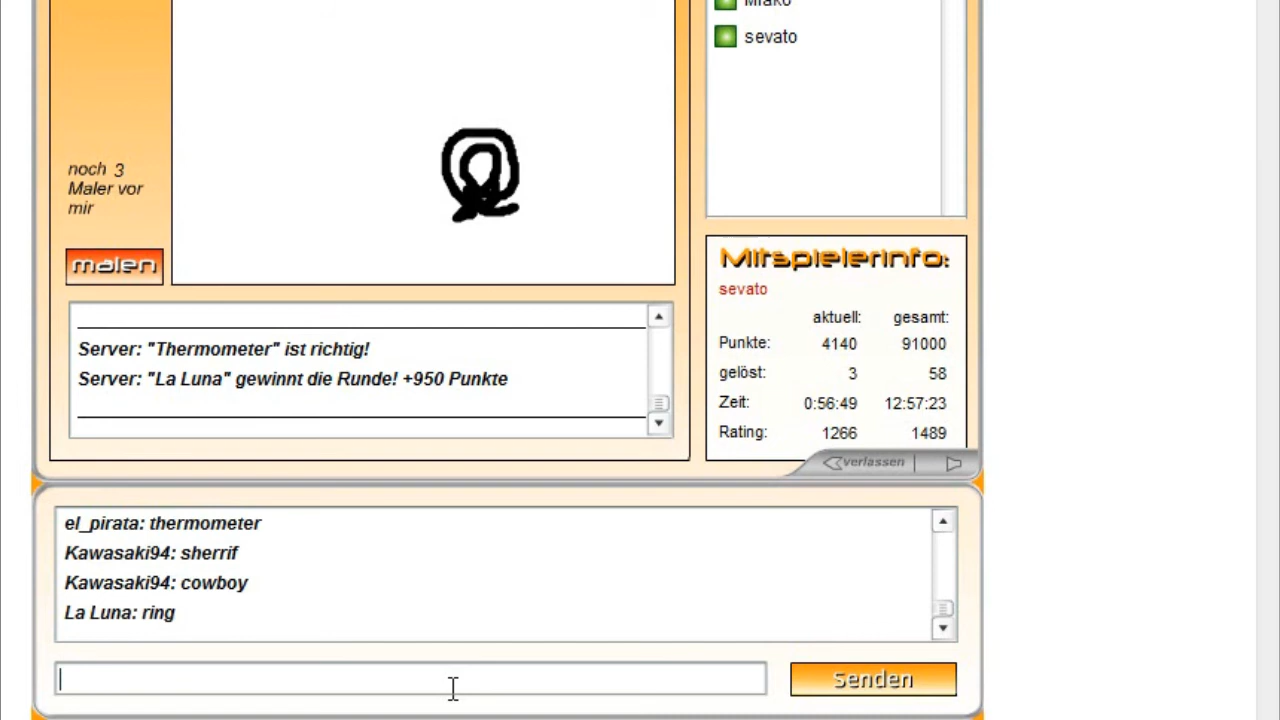 Mirako
sevato
noch 3
Maler vor
mir
malen
Mitspielerinfo:
sevato
aktuell: gesamt:
Punkte: 4140 91000
gelöst: 3 58
Zeit: 0:56:49 12:57:23
Rating: 1266 1489
verlassen
Server: "Thermometer" ist richtig!
Server: "La Luna" gewinnt die Runde! +950 Punkte
el_pirata: thermometer
Kawasaki94: sherrif
Kawasaki94: cowboy
La Luna: ring
Senden